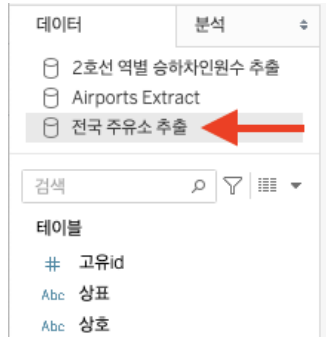 데이터 분석
2호선 역별 승하차인원수 추출
Airports Extract
전국 주유소 추출
검색
테이블
# 고유id
Abc 상표
Abc 상호